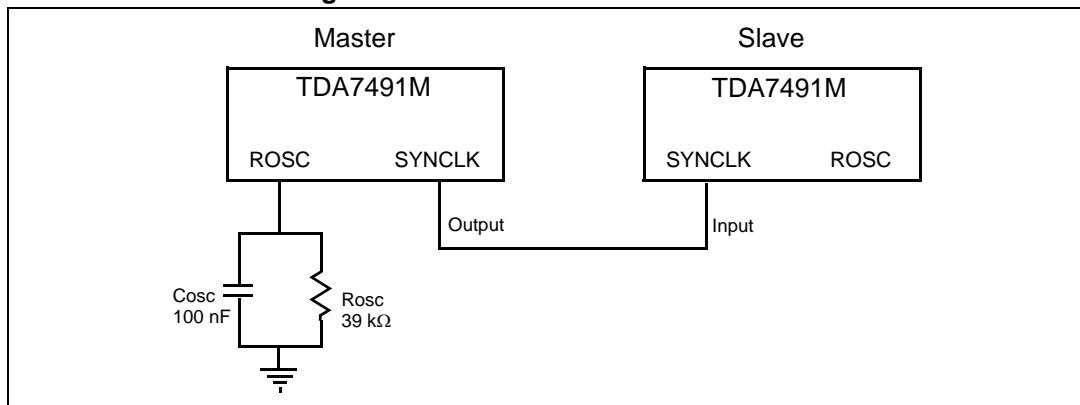 Master
Slave
TDA7491M
TDA7491M
ROSC
SYNCLK
SYNCLK
ROSC
Output
Input
Cosc
100 nF
Rosc
39 kΩ